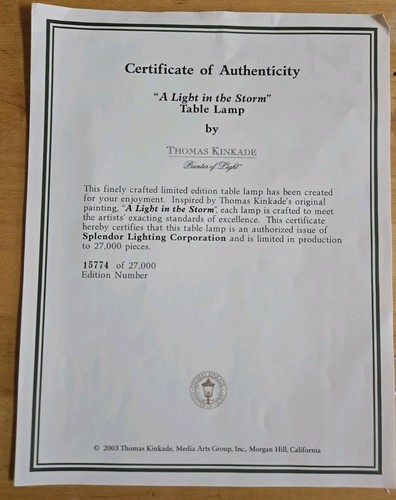 Certificate of Authenticity
"A Light in the Storm"
Table Lamp
by
THOMAS KINKADE
Painter of Light™
This finely crafted limited edition table lamp has been created
for your enjoyment. Inspired by Thomas Kinkade's original
painting, "A Light in the Storm", each lamp is crafted to meet
the artists' exacting standards of excellence. This certificate
hereby certifies that this table lamp is an authorized issue of
Splendor Lighting Corporation and is limited in production
to 27,000 pieces.
15774 of 27,000
Edition Number
THOMAS KINKADE
© 2003 Thomas Kinkade, Media Arts Group, Inc., Morgan Hill, California